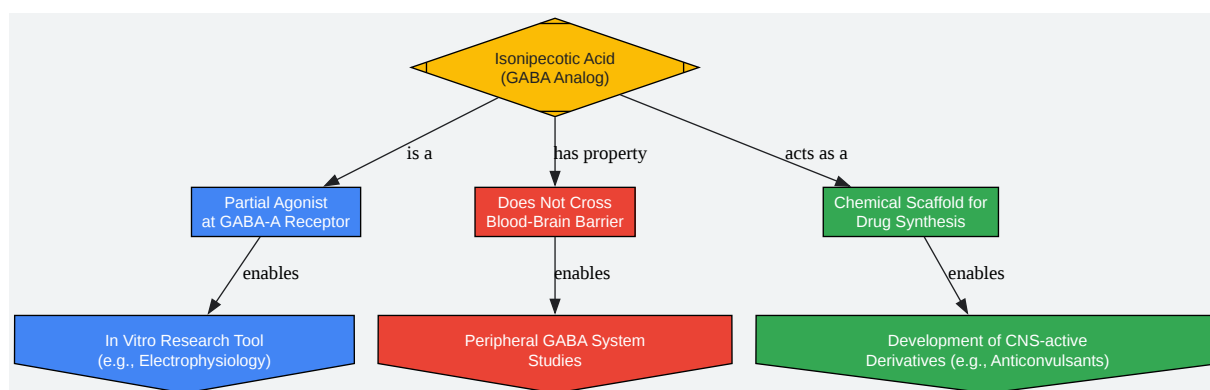 Isonipecotic Acid
(GABA Analog)
is a
has property
acts as a
Partial Agonist
at GABA-A Receptor
Does Not Cross
Blood-Brain Barrier
Chemical Scaffold for
Drug Synthesis
enables
enables
enables
In Vitro Research Tool
(e.g., Electrophysiology)
Peripheral GABA System
Studies
Development of CNS-active
Derivatives (e.g., Anticonvulsants)